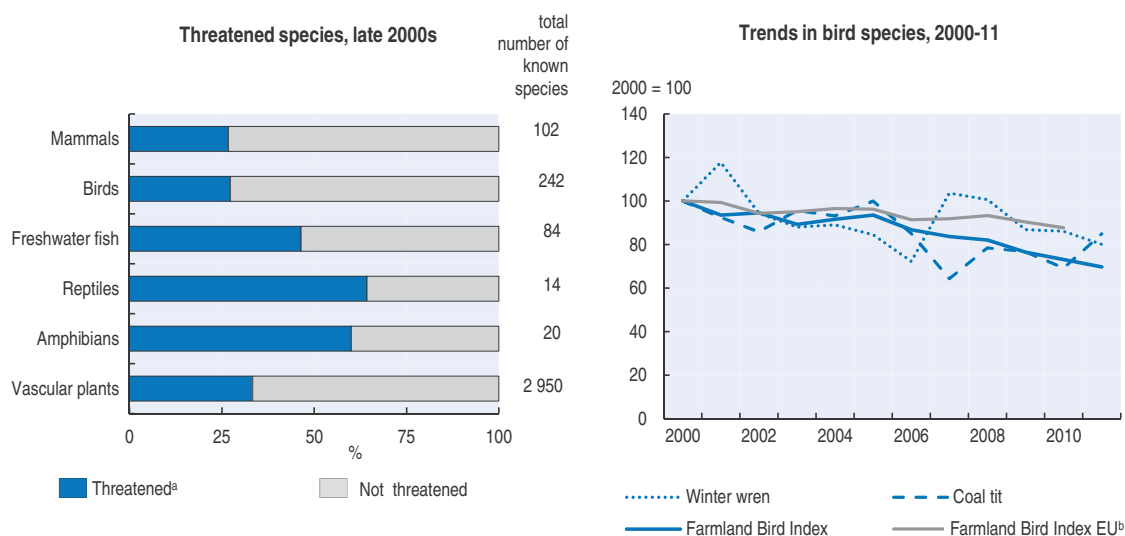 Threatened species, late 2000s
total
number of
known
species
Mammals
102
Birds
242
Freshwater fish
84
Reptiles
14
Amphibians
20
Vascular plants
2 950
0 25 50 75 100
%
Threatenedᵃ Not threatened
Trends in bird species, 2000-11
2000 = 100
140
120
100
80
60
40
20
0
2000 2002 2004 2006 2008 2010
Winter wren Coal tit
Farmland Bird Index Farmland Bird Index EUᵇ